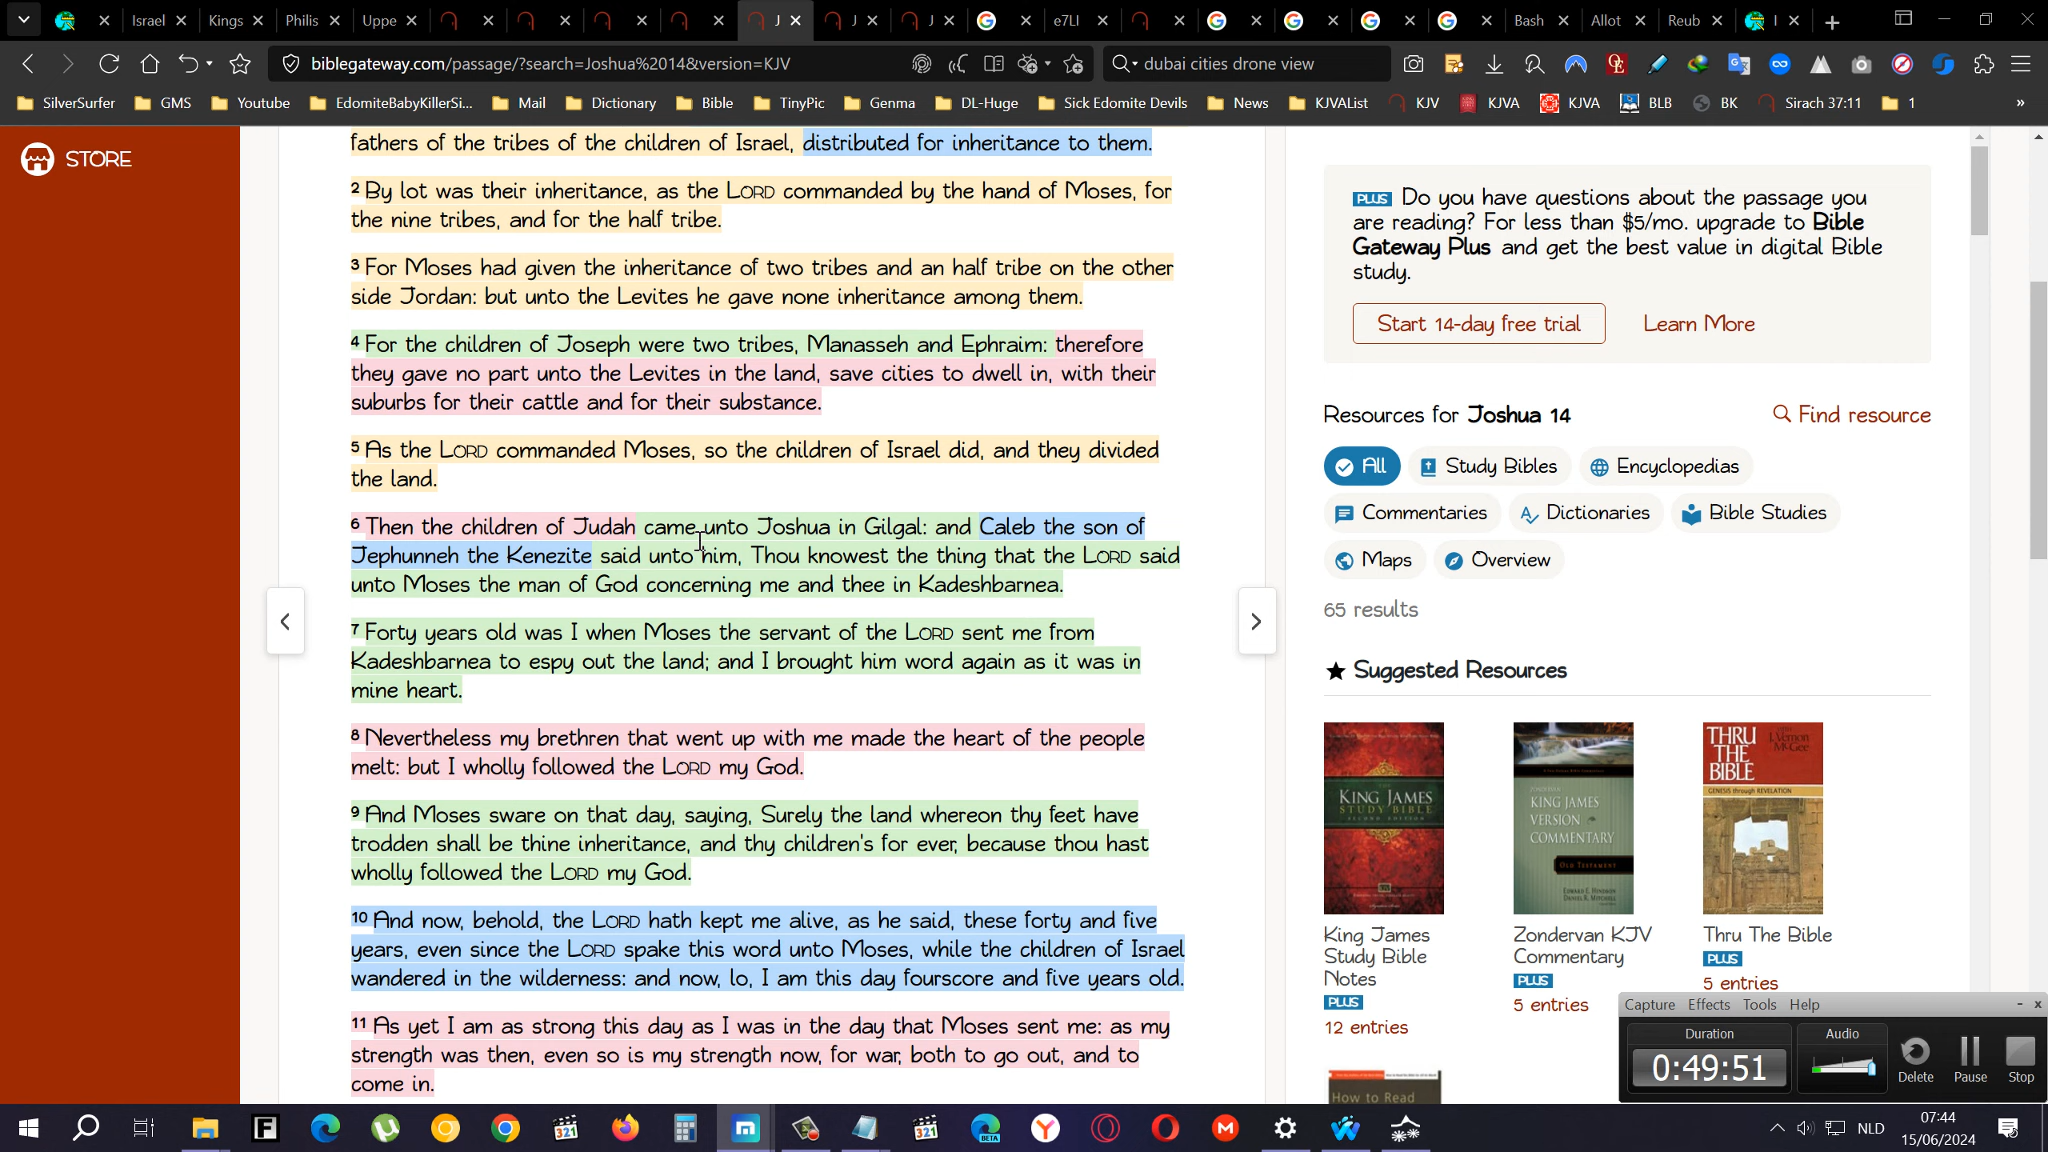 Israel
Kings
Philis
Uppe
J
J
J
e7LI
Bash
Allot
Reub
I
biblegateway.com/passage/?search=Joshua%2014&version=KJV
dubai cities drone view
SilverSurfer
GMS
Youtube
EdomiteBabyKillerSi...
Mail
Dictionary
Bible
TinyPic
Genma
DL-Huge
Sick Edomite Devils
News
KJVAList
KJV
KJVA
KJVA
BLB
BK
Sirach 37:11
1
»
STORE
fathers of the tribes of the children of Israel, distributed for inheritance to them.
2 By lot was their inheritance, as the LORD commanded by the hand of Moses, for
the nine tribes, and for the half tribe.
3 For Moses had given the inheritance of two tribes and an half tribe on the other
side Jordan: but unto the Levites he gave none inheritance among them.
4 For the children of Joseph were two tribes, Manasseh and Ephraim: therefore
they gave no part unto the Levites in the land, save cities to dwell in, with their
suburbs for their cattle and for their substance.
5 As the LORD commanded Moses, so the children of Israel did, and they divided
the land.
6 Then the children of Judah came unto Joshua in Gilgal: and Caleb the son of
Jephunneh the Kenezite said unto him, Thou knowest the thing that the LORD said
unto Moses the man of God concerning me and thee in Kadeshbarnea.
7 Forty years old was I when Moses the servant of the LORD sent me from
Kadeshbarnea to espy out the land; and I brought him word again as it was in
mine heart.
8 Nevertheless my brethren that went up with me made the heart of the people
melt: but I wholly followed the LORD my God.
9 And Moses sware on that day, saying, Surely the land whereon thy feet have
trodden shall be thine inheritance, and thy children's for ever, because thou hast
wholly followed the LORD my God.
10 And now, behold, the LORD hath kept me alive, as he said, these forty and five
years, even since the LORD spake this word unto Moses, while the children of Israel
wandered in the wilderness: and now, lo, I am this day fourscore and five years old.
11 As yet I am as strong this day as I was in the day that Moses sent me: as my
strength was then, even so is my strength now, for war, both to go out, and to
come in.
PLUS Do you have questions about the passage you
are reading? For less than $5/mo. upgrade to Bible
Gateway Plus and get the best value in digital Bible
study.
Start 14-day free trial
Learn More
Resources for Joshua 14
Find resource
All
Study Bibles
Encyclopedias
Commentaries
Dictionaries
Bible Studies
Maps
Overview
65 results
Suggested Resources
KING JAMES
STUDY BIBLE
SECOND EDITION
KING JAMES
VERSION
COMMENTARY
OLD TESTAMENT
THRU
THE
BIBLE
J. Vernon
McGee
GENESIS through REVELATION
King James
Study Bible
Notes
PLUS
12 entries
Zondervan KJV
Commentary
PLUS
5 entries
Thru The Bible
PLUS
5 entries
How to Read
Capture
Effects
Tools
Help
Duration
0:49:51
Audio
Delete
Pause
Stop
321
321
BETA
NLD
07:44
15/06/2024